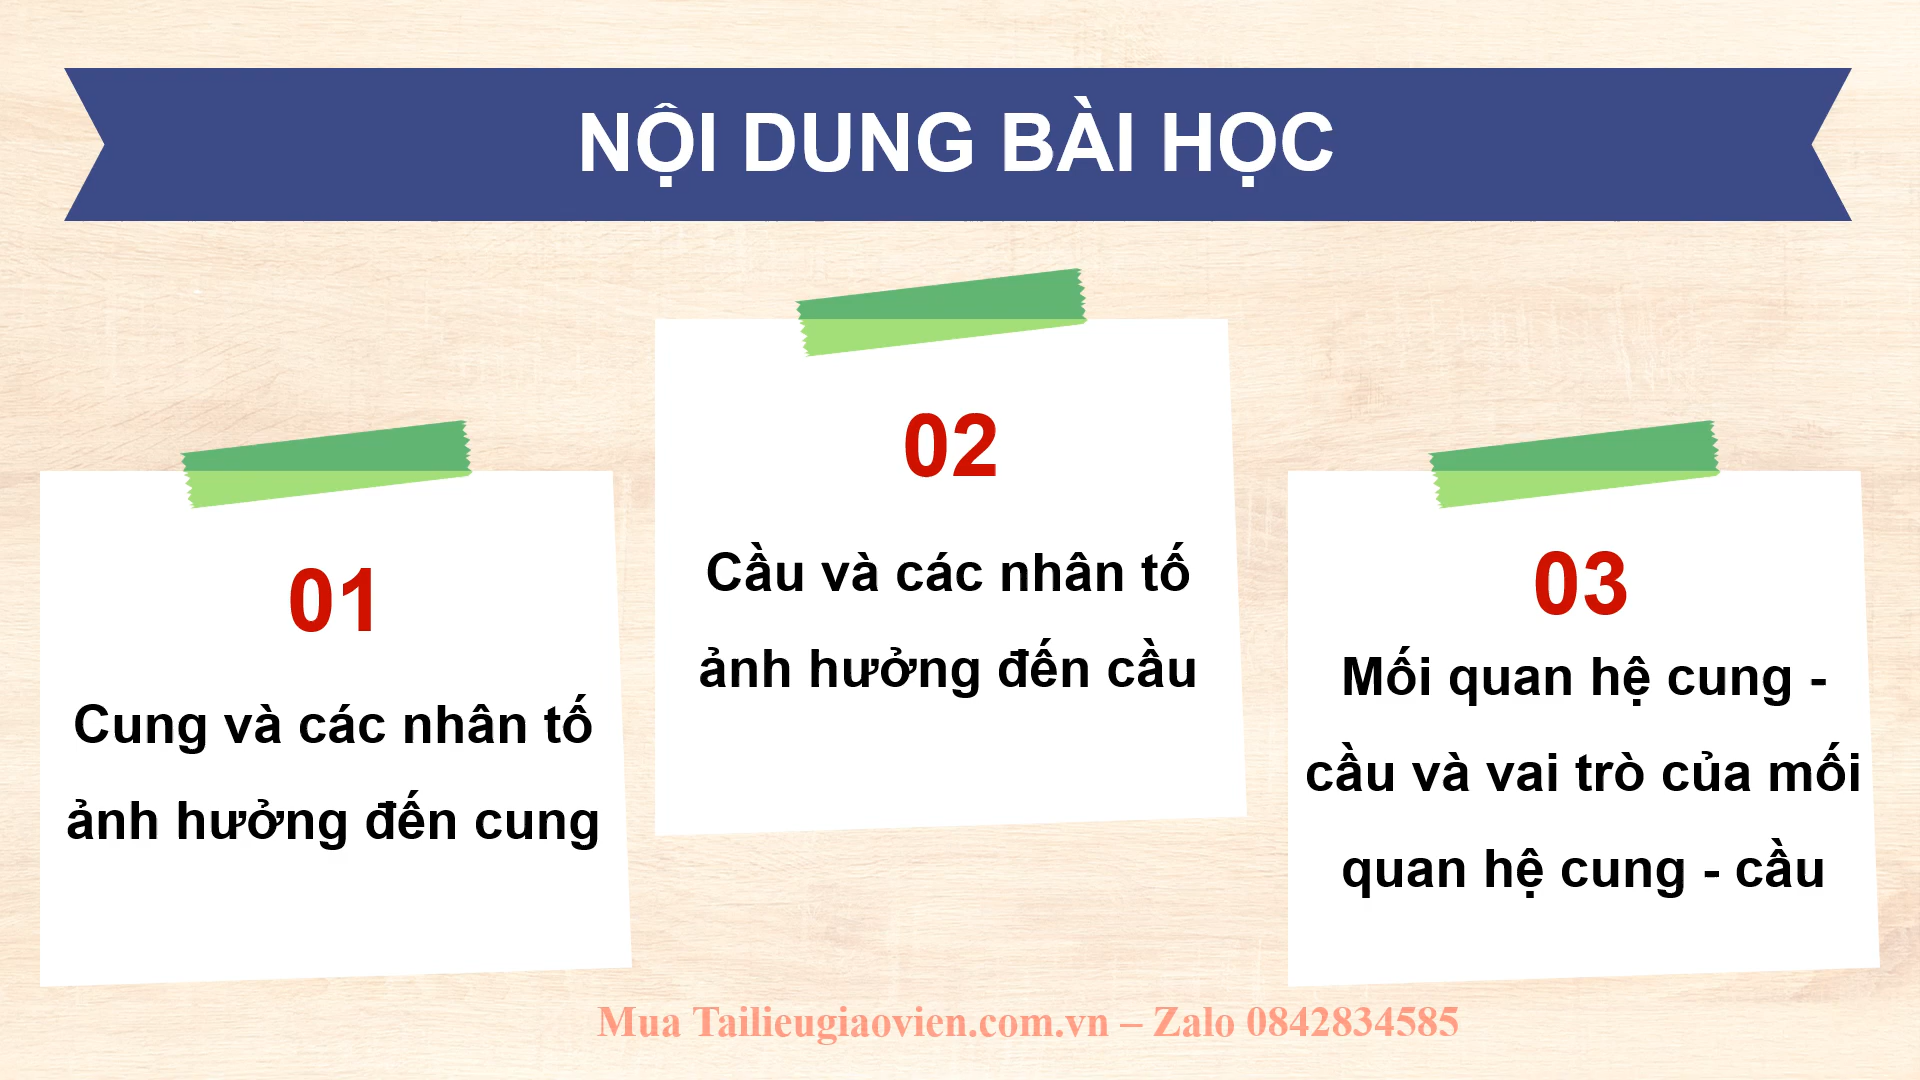 NỘI DUNG BÀI HỌC
01
Cung và các nhân tố
ảnh hưởng đến cung
02
Cầu và các nhân tố
ảnh hưởng đến cầu
03
Mối quan hệ cung -
cầu và vai trò của mối
quan hệ cung - cầu
Mua Tailieugiaovien.com.vn – Zalo 0842834585